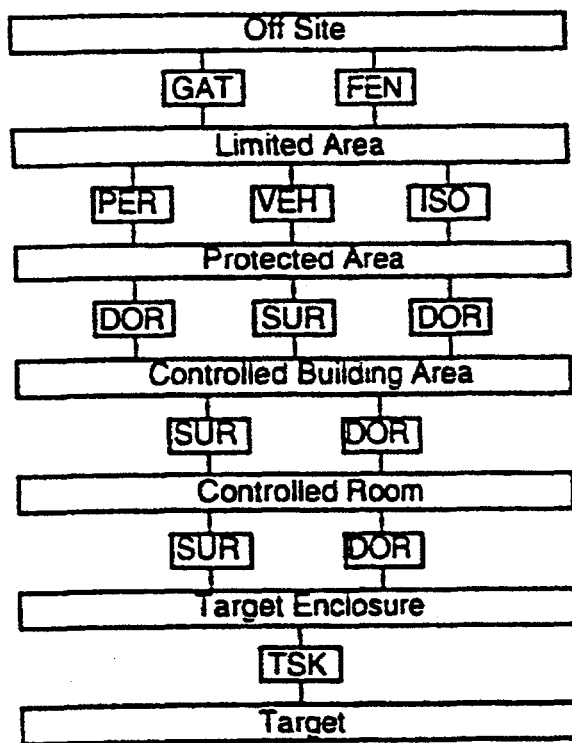 Off Site
GAT FEN
Limited Area
PER VEH ISO
Protected Area
DOR SUR DOR
Controlled Building Area
SUR DOR
Controlled Room
SUR DOR
Target Enclosure
TSK
Target